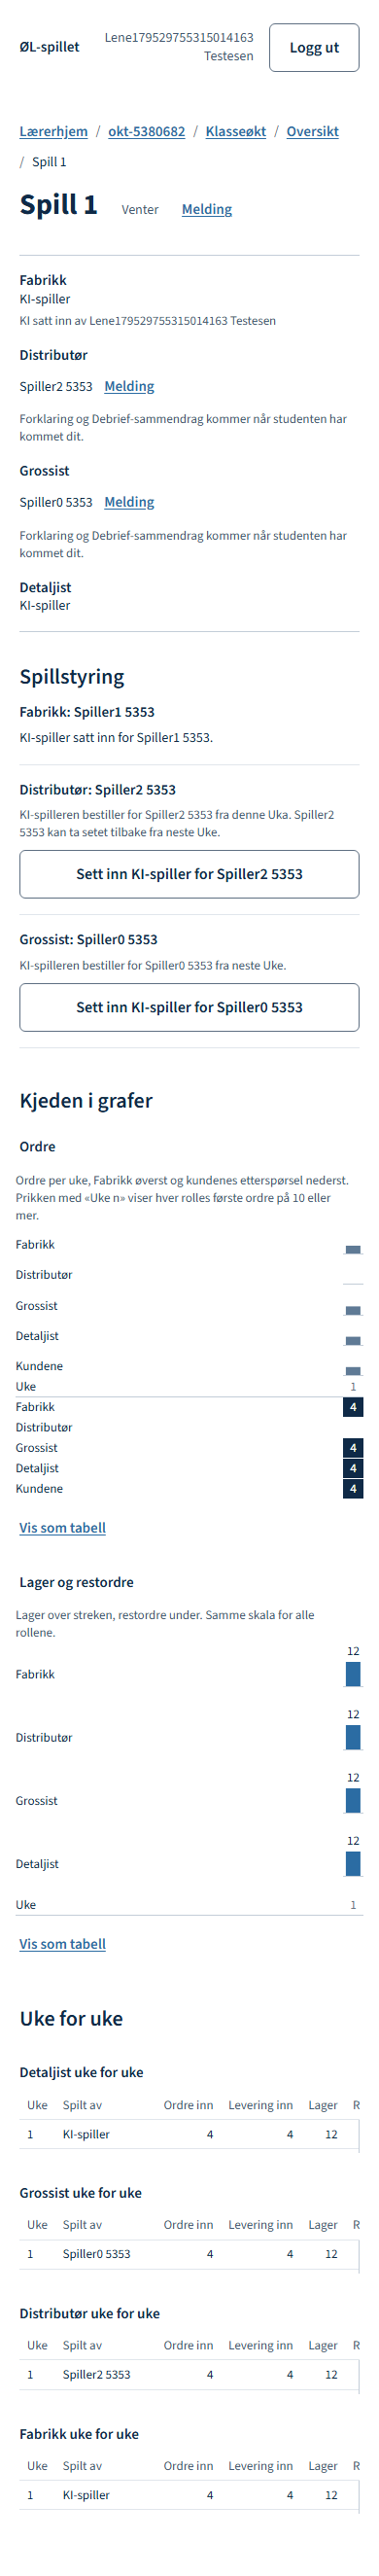 ØL-spillet
Lene179529755315014163
Testesen
Logg ut
Lærerhjem / okt-5380682 / Klasseøkt / Oversikt
/ Spill 1
Spill 1 Venter Melding
Fabrikk
KI-spiller
KI satt inn av Lene179529755315014163 Testesen
Distributør
Spiller2 5353 Melding
Forklaring og Debrief-sammendrag kommer når studenten har
kommet dit.
Grossist
Spiller0 5353 Melding
Forklaring og Debrief-sammendrag kommer når studenten har
kommet dit.
Detaljist
KI-spiller
Spillstyring
Fabrikk: Spiller1 5353
KI-spiller satt inn for Spiller1 5353.
Distributør: Spiller2 5353
KI-spilleren bestiller for Spiller2 5353 fra denne Uka. Spiller2
5353 kan ta setet tilbake fra neste Uke.
Sett inn KI-spiller for Spiller2 5353
Grossist: Spiller0 5353
KI-spilleren bestiller for Spiller0 5353 fra neste Uke.
Sett inn KI-spiller for Spiller0 5353
Kjeden i grafer
Ordre
Ordre per uke, Fabrikk øverst og kundenes etterspørsel nederst.
Prikken med «Uke n» viser hver rolles første ordre på 10 eller
mer.
Fabrikk
Distributør
Grossist
Detaljist
Kundene
Uke 1
Fabrikk 4
Distributør
Grossist 4
Detaljist 4
Kundene 4
Vis som tabell
Lager og restordre
Lager over streken, restordre under. Samme skala for alle
rollene.
12
Fabrikk
12
Distributør
12
Grossist
12
Detaljist
Uke 1
Vis som tabell
Uke for uke
Detaljist uke for uke
Uke Spilt av Ordre inn Levering inn Lager R
1 KI-spiller 4 4 12
Grossist uke for uke
Uke Spilt av Ordre inn Levering inn Lager R
1 Spiller0 5353 4 4 12
Distributør uke for uke
Uke Spilt av Ordre inn Levering inn Lager R
1 Spiller2 5353 4 4 12
Fabrikk uke for uke
Uke Spilt av Ordre inn Levering inn Lager R
1 KI-spiller 4 4 12